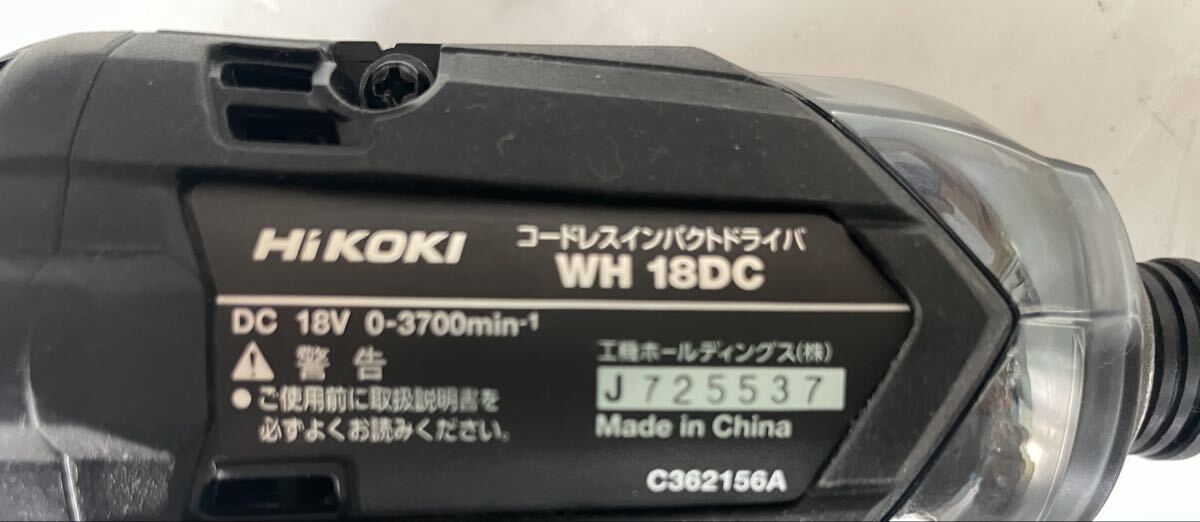 HiKOKI コードレスインパクトドライバ
WH 18DC
DC 18V 0-3700min-1
警告
●ご使用前に取扱説明書を
必ずよくお読みください。
工機ホールディングス(株)
J725537
Made in China
C362156A